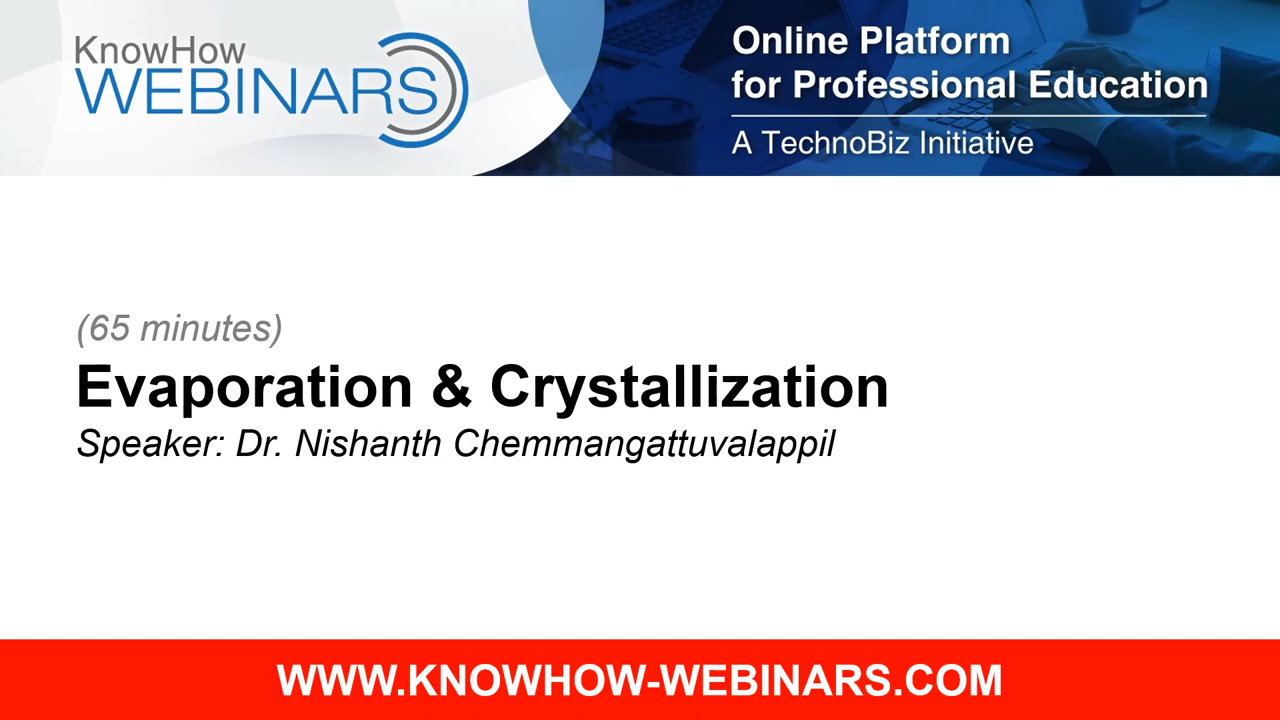 KnowHow
WEBINARS
Online Platform
for Professional Education
A TechnoBiz Initiative
(65 minutes)
Evaporation & Crystallization
Speaker: Dr. Nishanth Chemmangattuvalappil
WWW.KNOWHOW-WEBINARS.COM